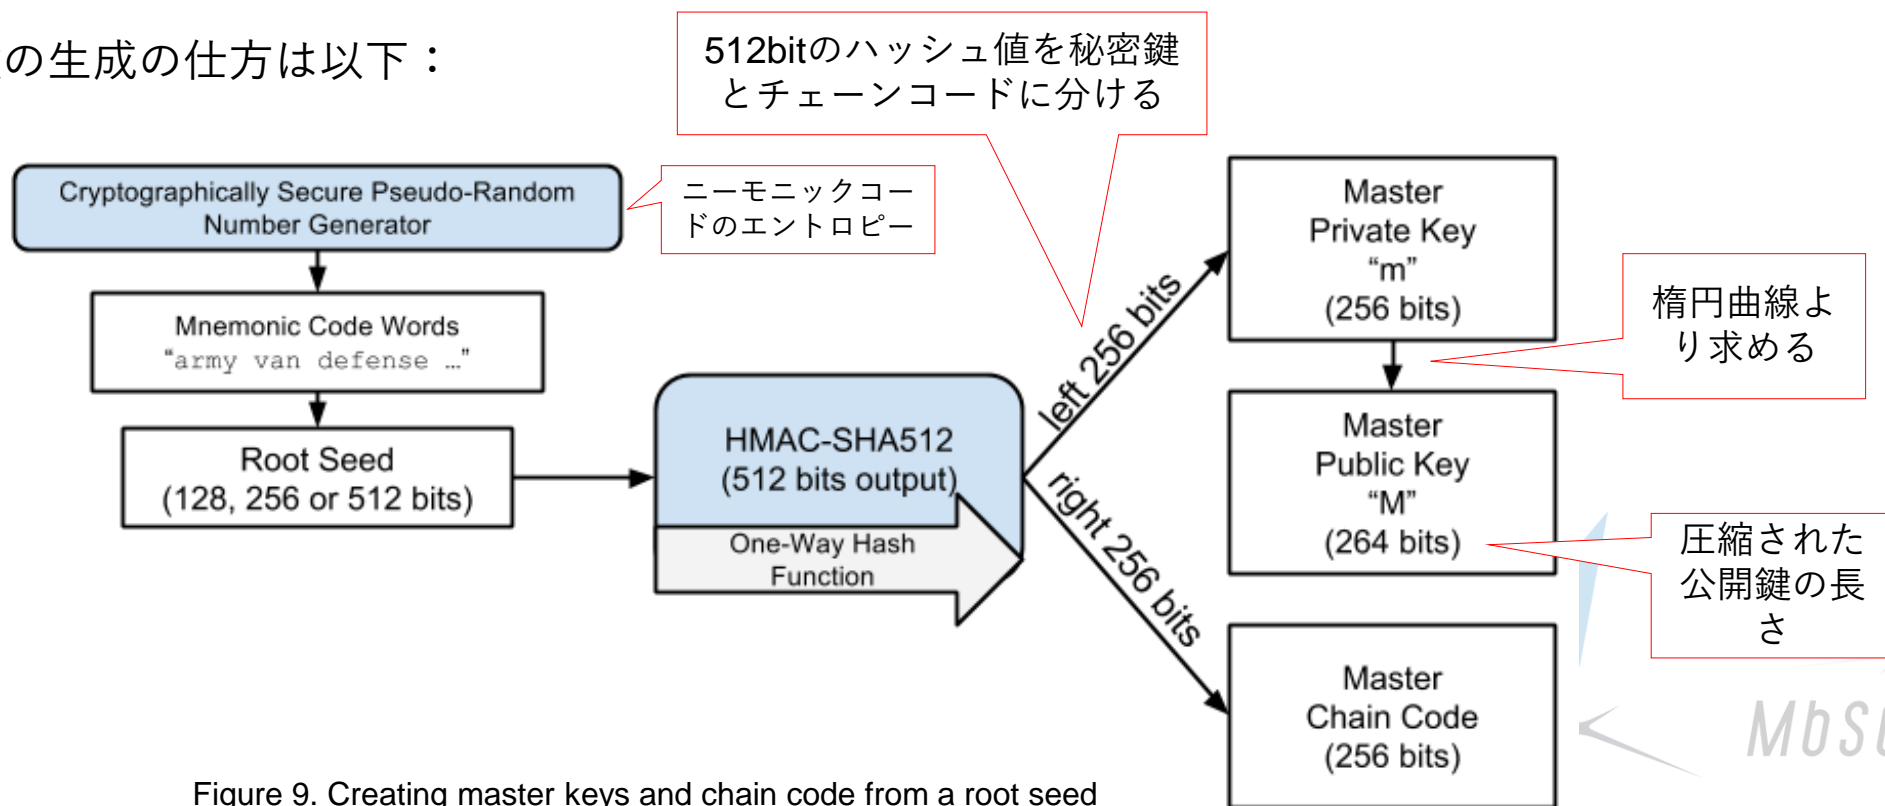 の生成の仕方は以下：
512bitのハッシュ値を秘密鍵
とチェーンコードに分ける
Cryptographically Secure Pseudo-Random
Number Generator
ニーモニックコー
ドのエントロピー
Mnemonic Code Words
“army van defense …”
Root Seed
(128, 256 or 512 bits)
HMAC-SHA512
(512 bits output)
One-Way Hash
Function
left 256 bits
right 256 bits
Master
Private Key
“m”
(256 bits)
楕円曲線よ
り求める
Master
Public Key
“M”
(264 bits)
圧縮された
公開鍵の長
さ
Master
Chain Code
(256 bits)
Figure 9. Creating master keys and chain code from a root seed